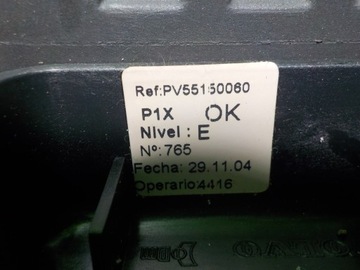 Ref:PV55150060
P1X OK
Nivel : E
Nº: 765
Fecha: 29.11.04
Operario:4416